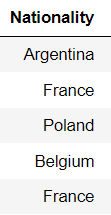 Nationality
Argentina
France
Poland
Belgium
France